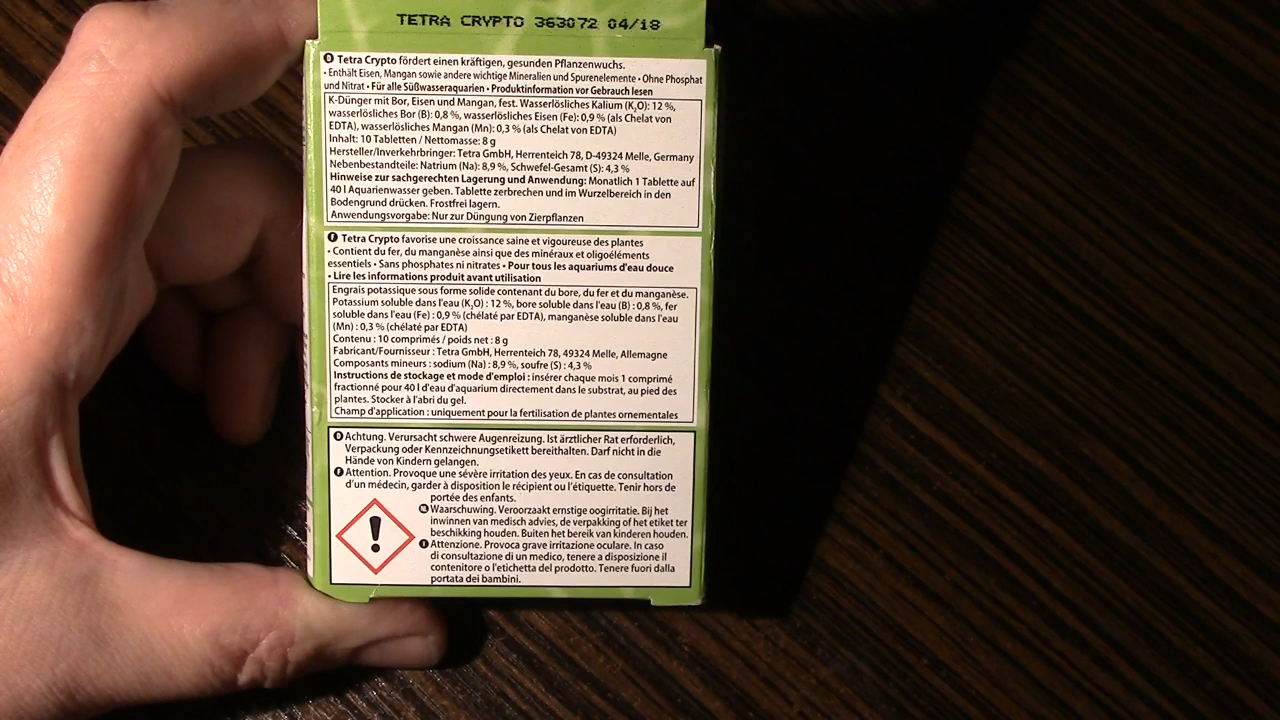 TETRA CRYPTO 363072 04/18
D Tetra Crypto fördert einen kräftigen, gesunden Pflanzenwuchs.
• Enthält Eisen, Mangan sowie andere wichtige Mineralien und Spurenelemente • Ohne Phosphat
und Nitrat • Für alle Süßwasseraquarien • Produktinformation vor Gebrauch lesen
K-Dünger mit Bor, Eisen und Mangan, fest. Wasserlösliches Kalium (K₂O): 12 %,
wasserlösliches Bor (B): 0,8 %, wasserlösliches Eisen (Fe): 0,9 % (als Chelat von
EDTA), wasserlösliches Mangan (Mn): 0,3 % (als Chelat von EDTA)
Inhalt: 10 Tabletten / Nettomasse: 8 g
Hersteller/Inverkehrbringer: Tetra GmbH, Herrenteich 78, D-49324 Melle, Germany
Nebenbestandteile: Natrium (Na): 8,9 %, Schwefel-Gesamt (S): 4,3 %
Hinweise zur sachgerechten Lagerung und Anwendung: Monatlich 1 Tablette auf
40 l Aquarienwasser geben. Tablette zerbrechen und im Wurzelbereich in den
Bodengrund drücken. Frostfrei lagern.
Anwendungsvorgabe: Nur zur Düngung von Zierpflanzen
F Tetra Crypto favorise une croissance saine et vigoureuse des plantes
• Contient du fer, du manganèse ainsi que des minéraux et oligoéléments
essentiels • Sans phosphates ni nitrates • Pour tous les aquariums d'eau douce
• Lire les informations produit avant utilisation
Engrais potassique sous forme solide contenant du bore, du fer et du manganèse.
Potassium soluble dans l'eau (K₂O) : 12 %, bore soluble dans l'eau (B) : 0,8 %, fer
soluble dans l'eau (Fe) : 0,9 % (chélaté par EDTA), manganèse soluble dans l'eau
(Mn) : 0,3 % (chélaté par EDTA)
Contenu : 10 comprimés / poids net : 8 g
Fabricant/Fournisseur : Tetra GmbH, Herrenteich 78, 49324 Melle, Allemagne
Composants mineurs : sodium (Na) : 8,9 %, soufre (S) : 4,3 %
Instructions de stockage et mode d'emploi : insérer chaque mois 1 comprimé
fractionné pour 40 l d'eau d'aquarium directement dans le substrat, au pied des
plantes. Stocker à l'abri du gel.
Champ d'application : uniquement pour la fertilisation de plantes ornementales
D Achtung. Verursacht schwere Augenreizung. Ist ärztlicher Rat erforderlich,
Verpackung oder Kennzeichnungsetikett bereithalten. Darf nicht in die
Hände von Kindern gelangen.
F Attention. Provoque une sévère irritation des yeux. En cas de consultation
d'un médecin, garder à disposition le récipient ou l'étiquette. Tenir hors de
portée des enfants.
NL Waarschuwing. Veroorzaakt ernstige oogirritatie. Bij het
inwinnen van medisch advies, de verpakking of het etiket ter
beschikking houden. Buiten het bereik van kinderen houden.
I Attenzione. Provoca grave irritazione oculare. In caso
di consultazione di un medico, tenere a disposizione il
contenitore o l'etichetta del prodotto. Tenere fuori dalla
portata dei bambini.